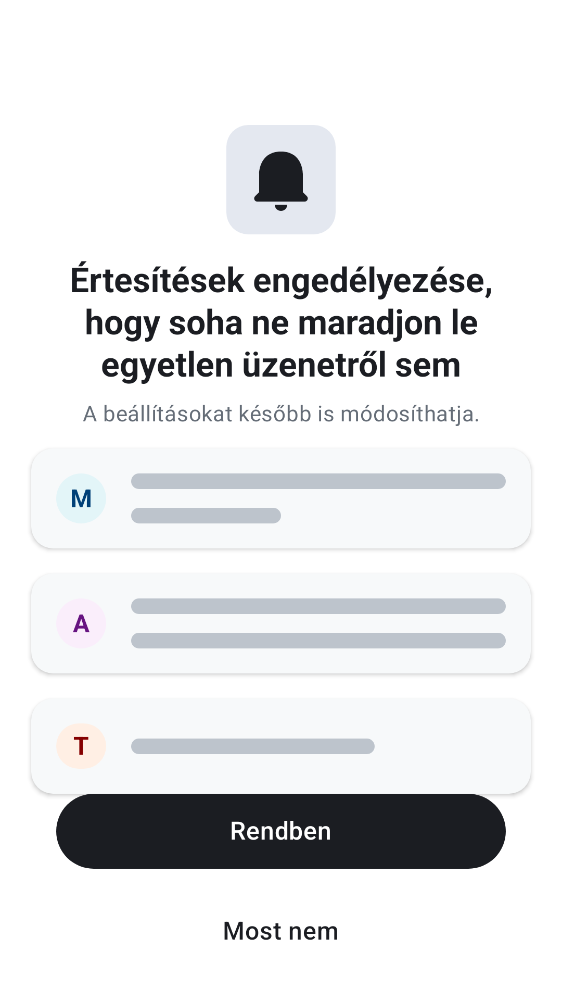 Értesítések engedélyezése,
hogy soha ne maradjon le
egyetlen üzenetről sem
A beállításokat később is módosíthatja.
M
A
T
Rendben
Most nem